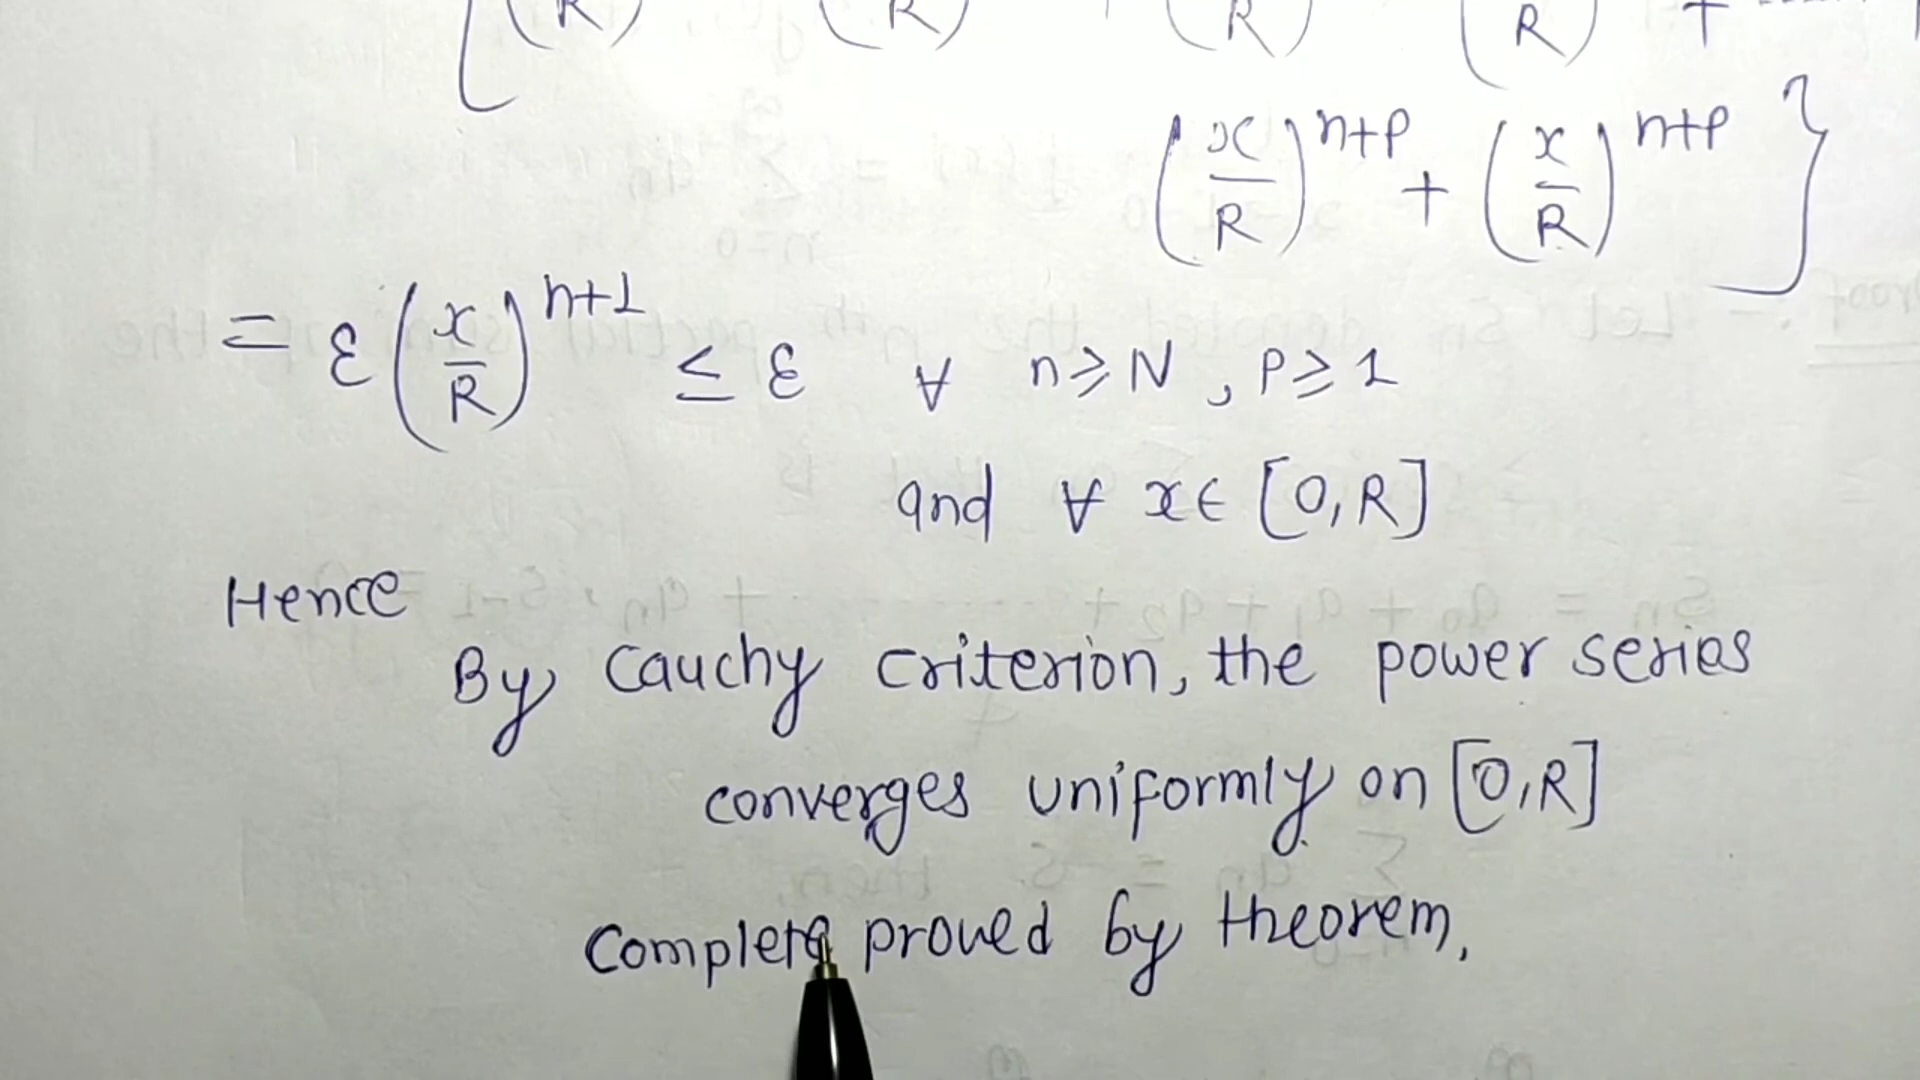 (R) (R) + (R) (R) + ----
(x/R)^n+p + (x/R)^n+p }
= ε (x/R)^n+1 ≤ ε ∀ n ≥ N , P ≥ 1
and ∀ x ∈ [0, R]
Hence
By Cauchy Criterion, the power series
converges uniformly on [0, R]
Complete proved by theorem.